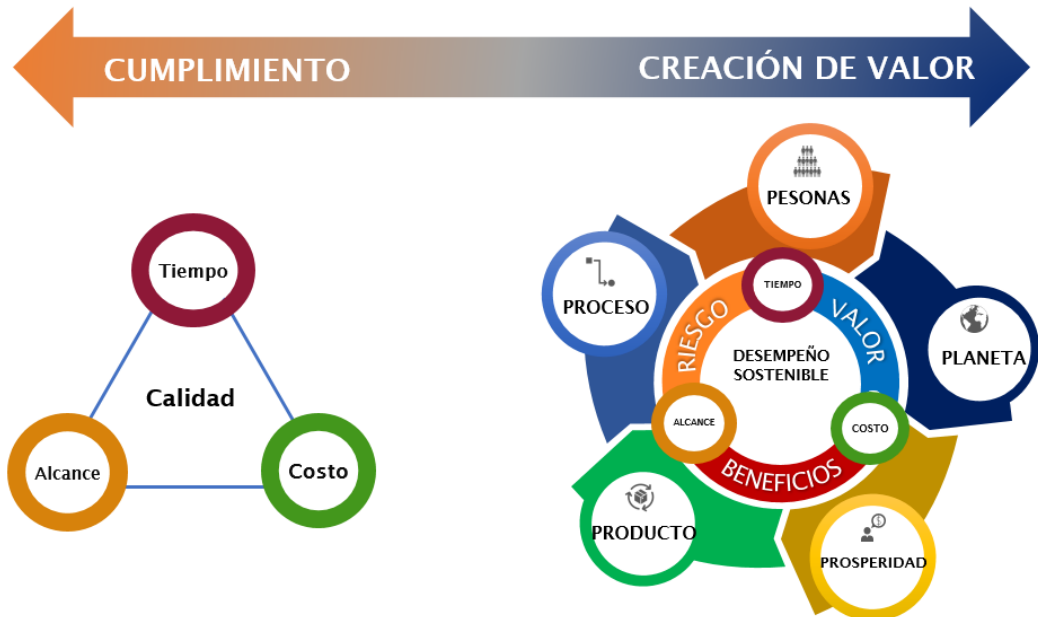 CUMPLIMIENTO
CREACIÓN DE VALOR
Tiempo
Calidad
Alcance
Costo
PESONAS
PROCESO
TIEMPO
RIESGO
VALOR
PLANETA
DESEMPEÑO
SOSTENIBLE
ALCANCE
COSTO
BENEFICIOS
PRODUCTO
PROSPERIDAD